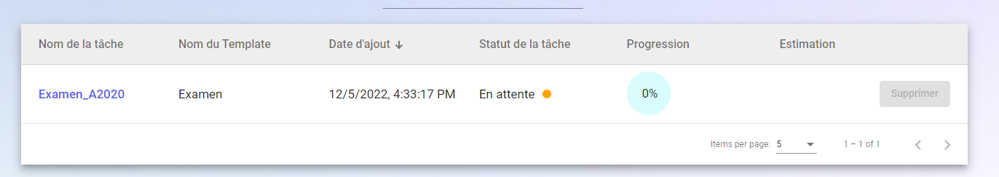 Nom de la tâche Nom du Template Date d'ajout Statut de la tâche Progression Estimation
Examen_A2020 Examen 12/5/2022, 4:33:17 PM En attente 0% Supprimer
Items per page: 5 1 – 1 of 1